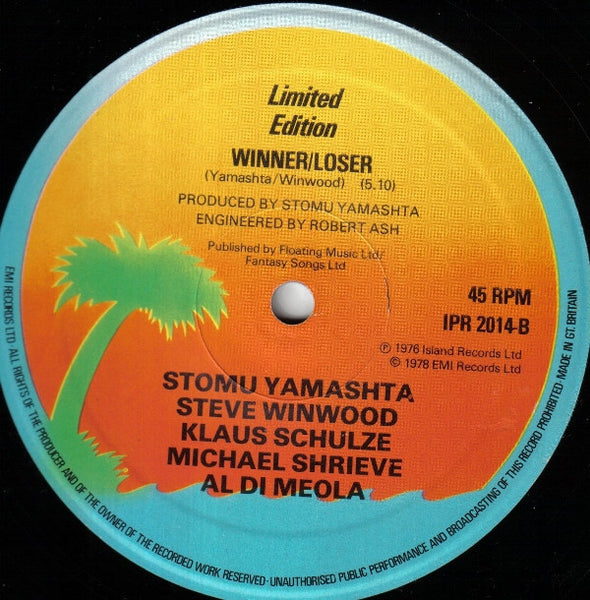 Limited
Edition
WINNER/LOSER
(Yamashta/Winwood) (5.10)
PRODUCED BY STOMU YAMASHTA
ENGINEERED BY ROBERT ASH
Published by Floating Music Ltd/
Fantasy Songs Ltd
45 RPM
IPR 2014-B
Ⓟ 1976 Island Records Ltd
© 1978 EMI Records Ltd
STOMU YAMASHTA
STEVE WINWOOD
KLAUS SCHULZE
MICHAEL SHRIEVE
AL DI MEOLA
EMI RECORDS LTD ALL RIGHTS OF THE PRODUCER AND OF THE OWNER OF THE RECORDED WORK RESERVED · UNAUTHORISED PUBLIC PERFORMANCE AND BROADCASTING OF THIS RECORD PROHIBITED MADE IN GT. BRITAIN